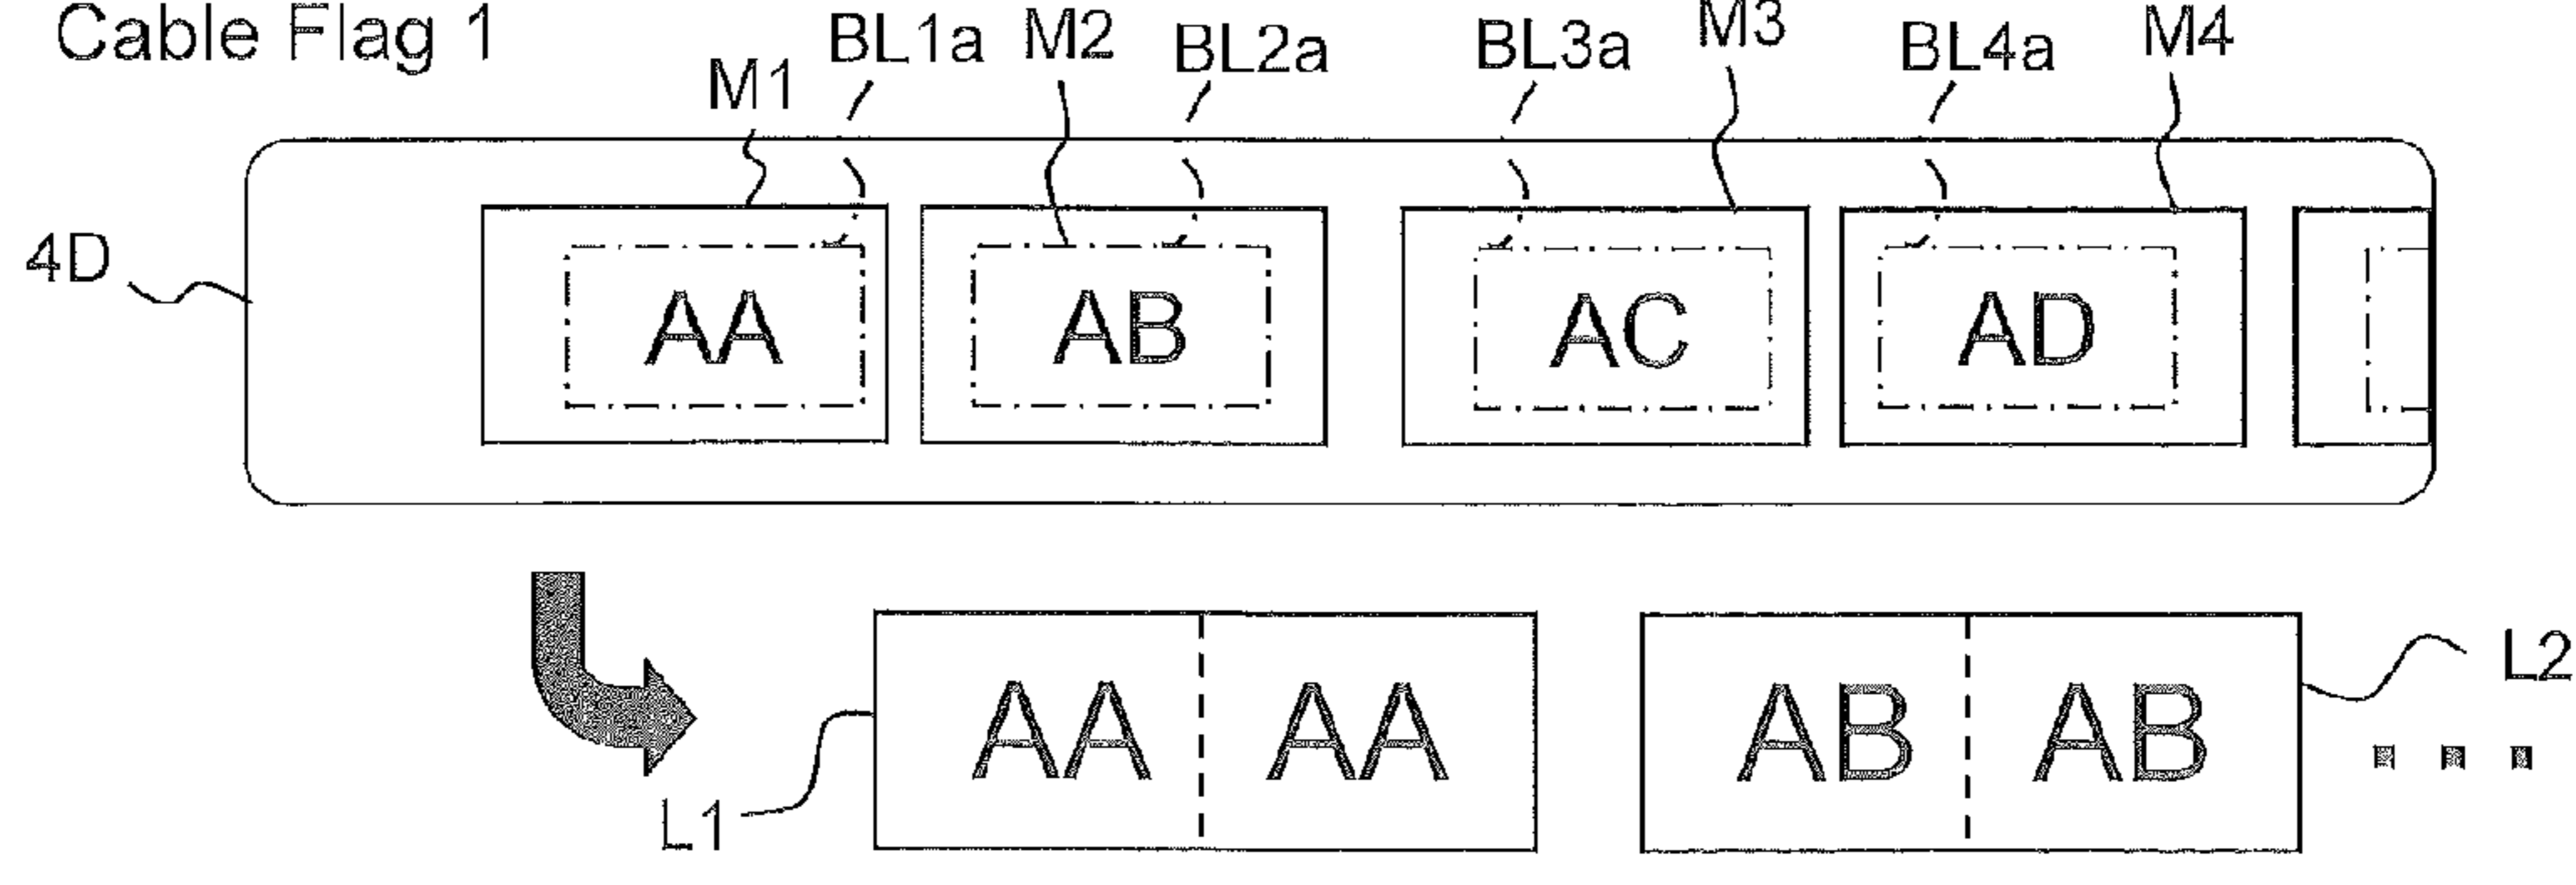 Cable Flag 1
M1 BL1a M2 BL2a BL3a M3 BL4a M4
4D
AA AB AC AD
L1
AA AA AB AB
L2